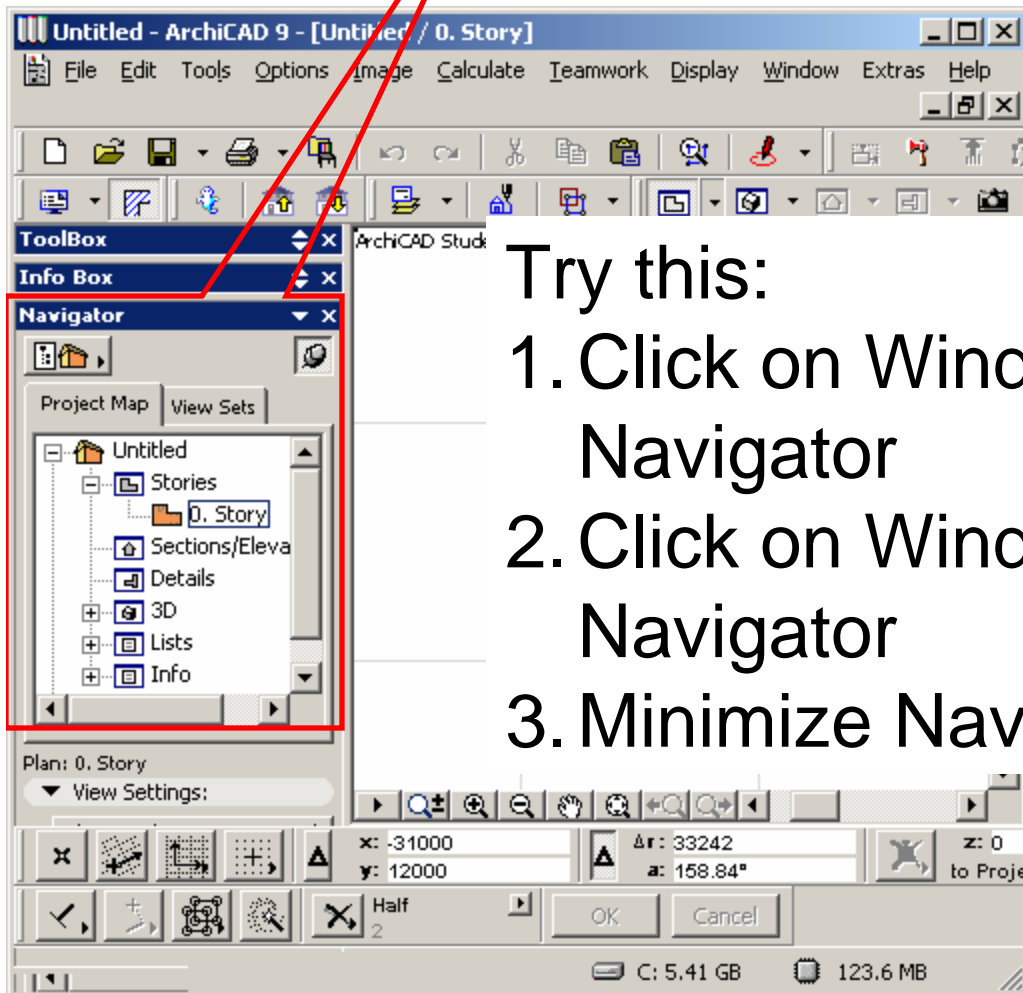 Untitled - ArchiCAD 9 - [Untitled / 0. Story]
File Edit Tools Options Image Calculate Teamwork Display Window Extras Help
ToolBox
ArchiCAD Stude
Info Box
Navigator
Project Map View Sets
Untitled
Stories
0. Story
Sections/Eleva
Details
3D
Lists
Info
Plan: 0. Story
View Settings:
Try this:
1. Click on Wind
Navigator
2. Click on Wind
Navigator
3. Minimize Nav
x: -31000 Δr: 33242 z: 0
y: 12000 a: 158.84° to Proje
Half
2
OK Cancel
C: 5.41 GB 123.6 MB